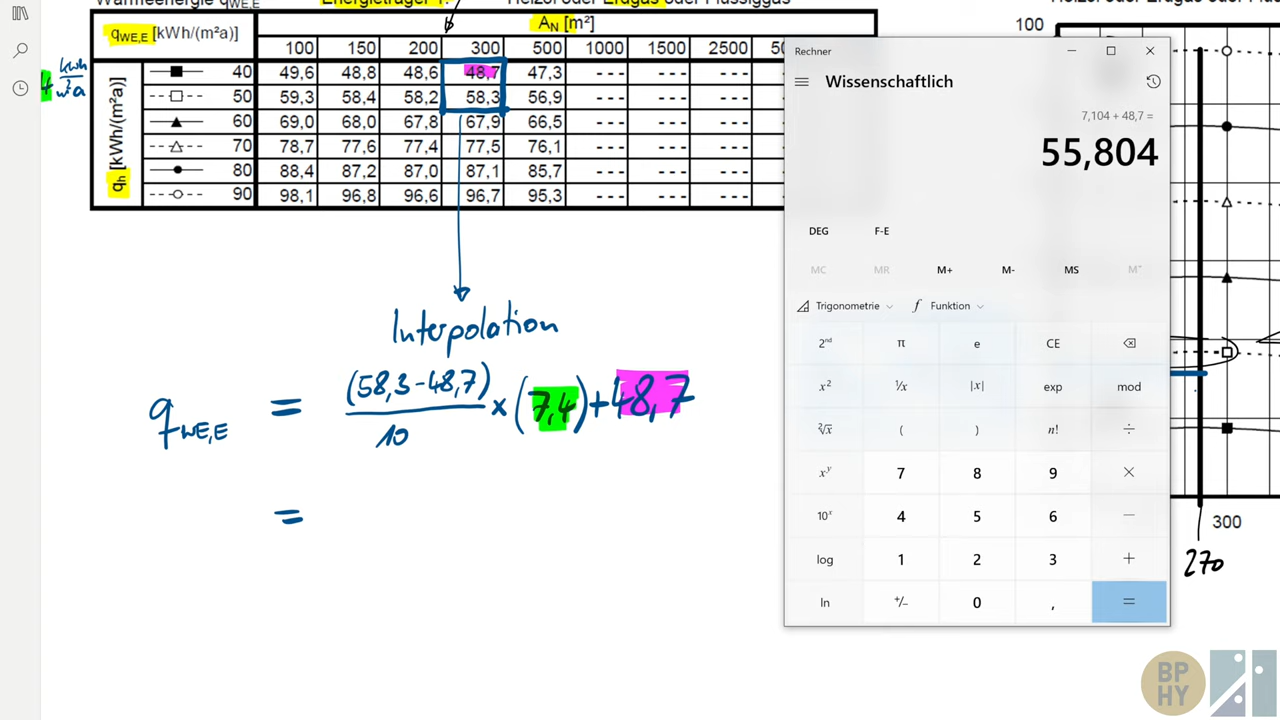 Wärmeenergie qWE,E Energieträger 1: Heizöl oder Erdgas oder Flüssiggas
qWE,E [kWh/(m²a)] AN [m²]
100 150 200 300 500 1000 1500 2500
qh [kWh/(m²a)]
40 49,6 48,8 48,6 48,7 47,3 --- --- ---
50 59,3 58,4 58,2 58,3 56,9 --- --- ---
60 69,0 68,0 67,8 67,9 66,5 --- --- ---
70 78,7 77,6 77,4 77,5 76,1 --- --- ---
80 88,4 87,2 87,0 87,1 85,7 --- --- ---
90 98,1 96,8 96,6 96,7 95,3 --- --- ---
4 kWh/m²a
Interpolation
qWE,E = (58,3-48,7)/10 × (7,4)+48,7
=
Rechner
Wissenschaftlich
7,104 + 48,7 =
55,804
DEG F-E
MC MR M+ M- MS M˅
Trigonometrie f Funktion
2nd π e CE
x² ¹/x |x| exp mod
²√x ( ) n! ÷
xʸ 7 8 9 ×
10ˣ 4 5 6 −
log 1 2 3 +
ln +/− 0 , =
100
300
270
BP
HY